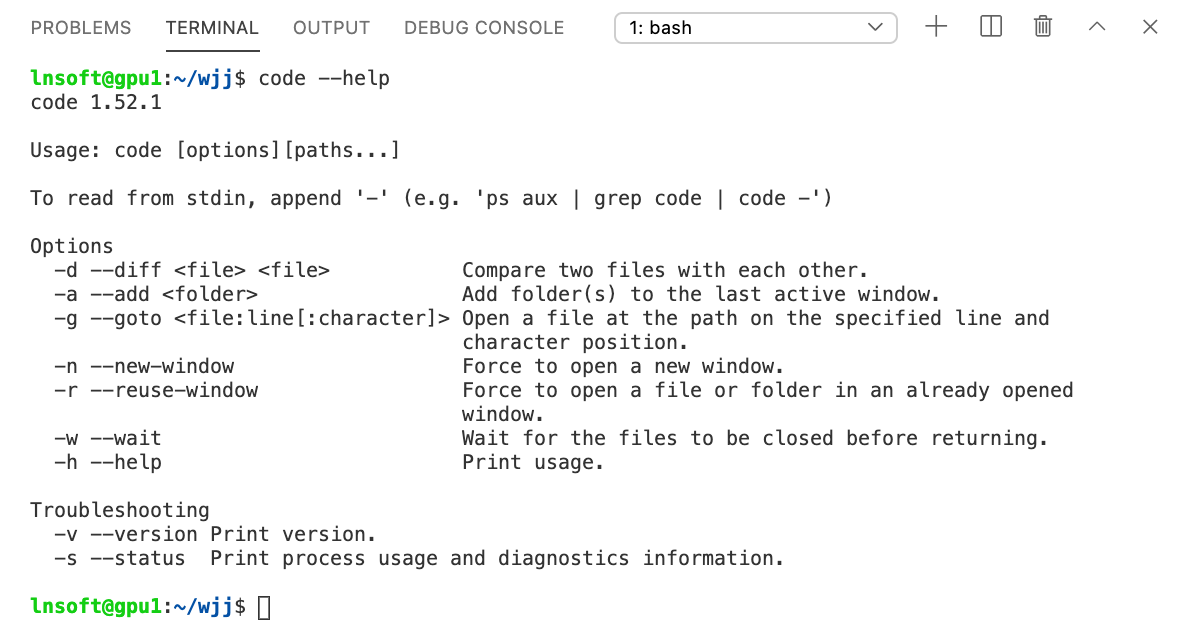 PROBLEMS TERMINAL OUTPUT DEBUG CONSOLE 1: bash
lnsoft@gpu1:~/wjj$ code --help
code 1.52.1
Usage: code [options][paths...]
To read from stdin, append '-' (e.g. 'ps aux | grep code | code -')
Options
-d --diff <file> <file> Compare two files with each other.
-a --add <folder> Add folder(s) to the last active window.
-g --goto <file:line[:character]> Open a file at the path on the specified line and
character position.
-n --new-window Force to open a new window.
-r --reuse-window Force to open a file or folder in an already opened
window.
-w --wait Wait for the files to be closed before returning.
-h --help Print usage.
Troubleshooting
-v --version Print version.
-s --status Print process usage and diagnostics information.
lnsoft@gpu1:~/wjj$